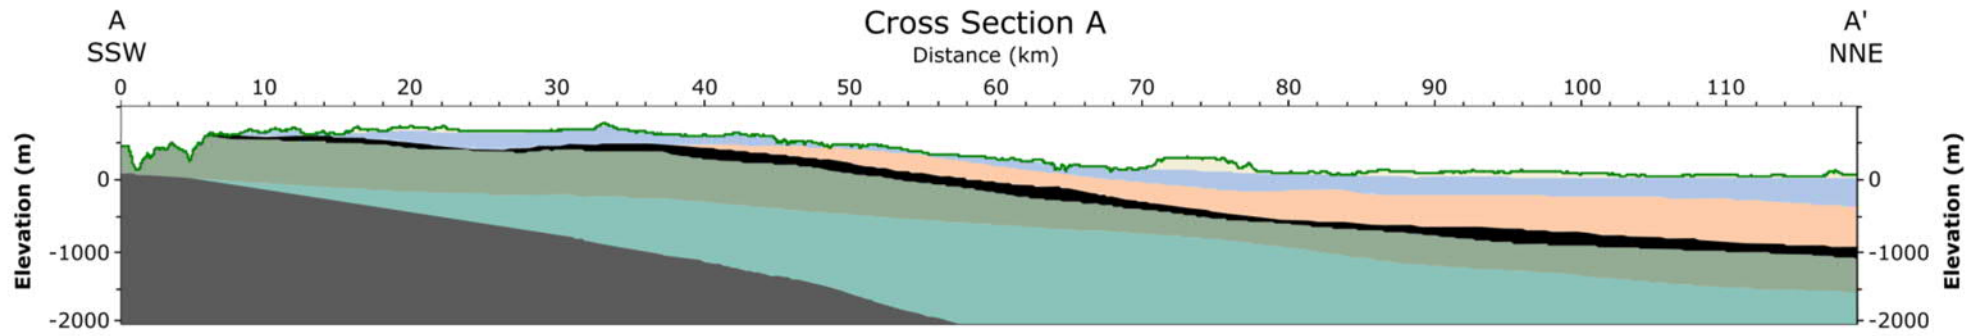 A
Cross Section A
A'
SSW
Distance (km)
NNE
0 10 20 30 40 50 60 70 80 90 100 110
Elevation (m)
0
-1000
-2000
0
-1000
-2000
Elevation (m)